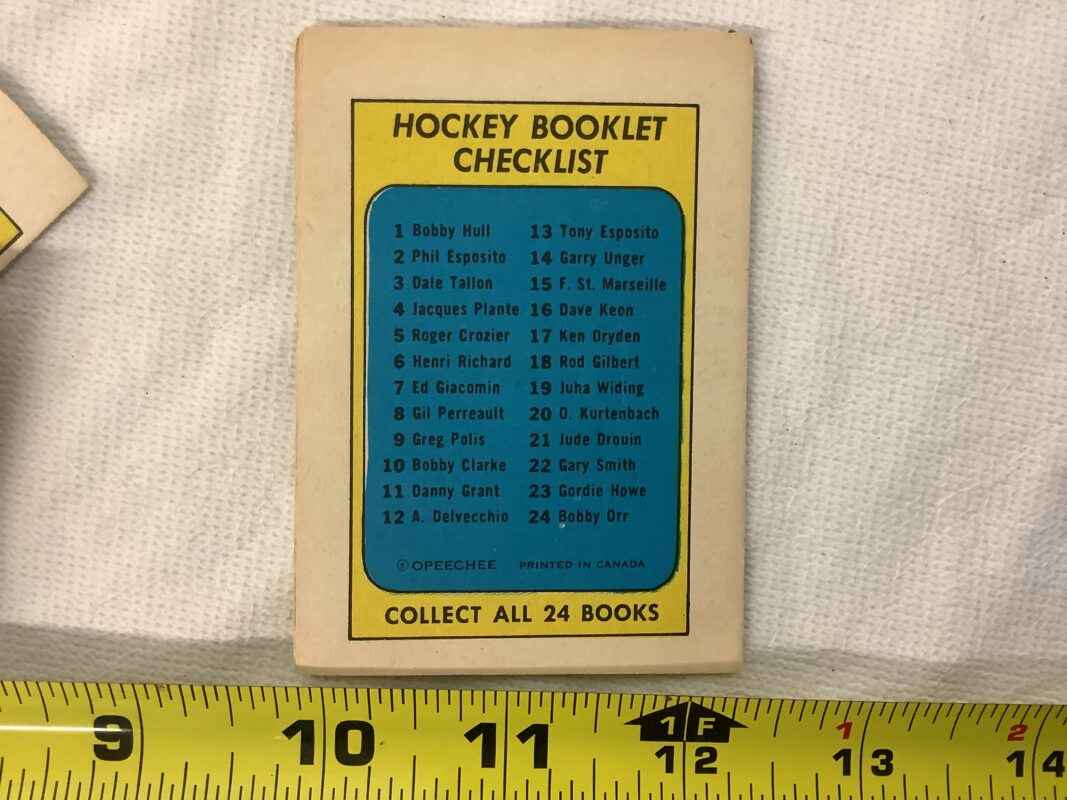 HOCKEY BOOKLET
CHECKLIST
1 Bobby Hull
2 Phil Esposito
3 Dale Tallon
4 Jacques Plante
5 Roger Crozier
6 Henri Richard
7 Ed Giacomin
8 Gil Perreault
9 Greg Polis
10 Bobby Clarke
11 Danny Grant
12 A. Delvecchio
13 Tony Esposito
14 Garry Unger
15 F. St. Marseille
16 Dave Keon
17 Ken Dryden
18 Rod Gilbert
19 Juha Widing
20 O. Kurtenbach
21 Jude Drouin
22 Gary Smith
23 Gordie Howe
24 Bobby Orr
© OPEECHEE PRINTED IN CANADA
COLLECT ALL 24 BOOKS
1 F 1 2
9 10 11 12 13 14